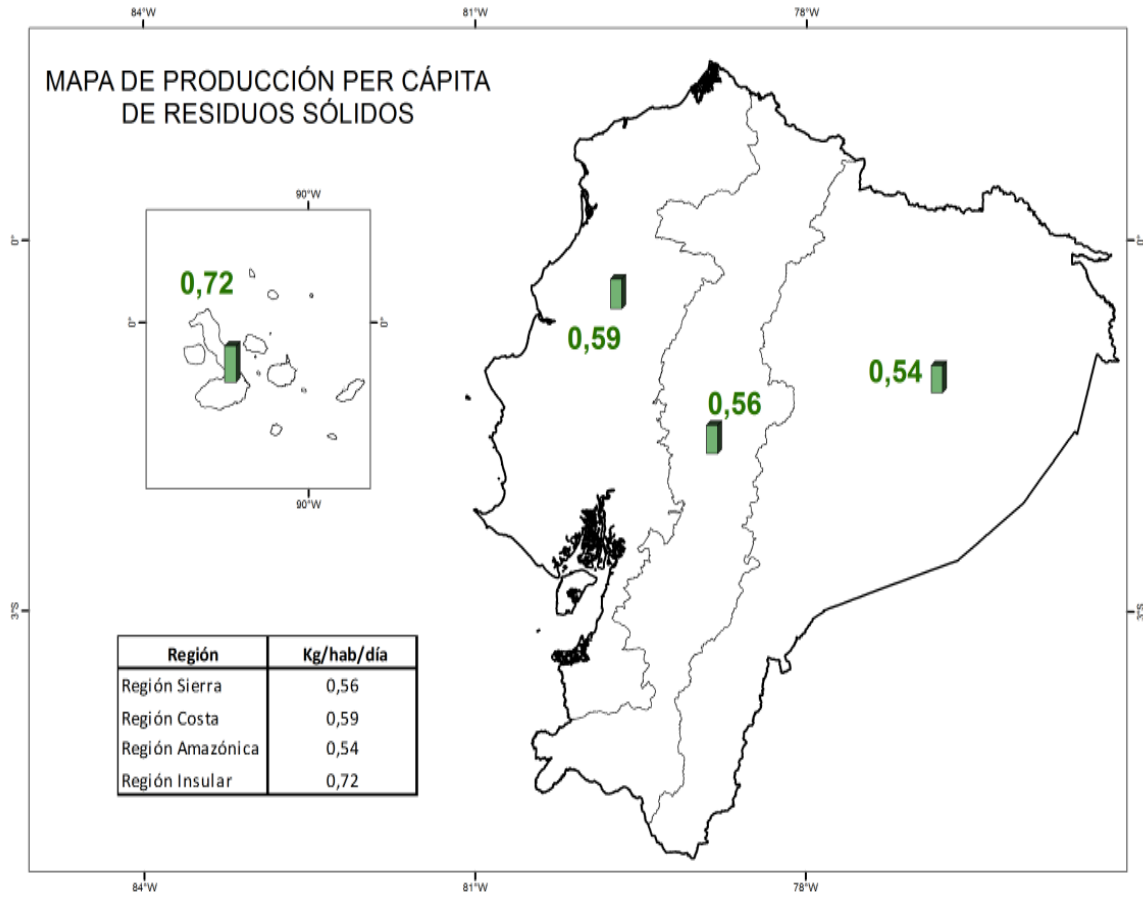 84°W
81°W
78°W
MAPA DE PRODUCCIÓN PER CÁPITA
DE RESIDUOS SÓLIDOS
90°W
0°
0°
0,72
0°
0°
0,59
0,54
0,56
90°W
3°S
3°S
Región Kg/hab/día
Región Sierra 0,56
Región Costa 0,59
Región Amazónica 0,54
Región Insular 0,72
84°W
81°W
78°W